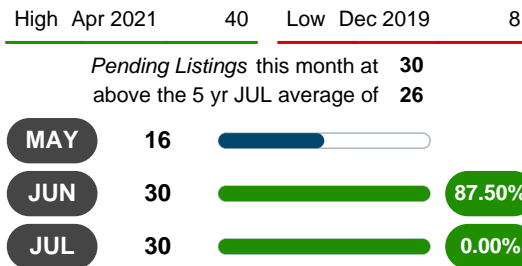 High Apr 2021 40 Low Dec 2019 8
Pending Listings this month at 30
above the 5 yr JUL average of 26
MAY 16
JUN 30 87.50%
JUL 30 0.00%